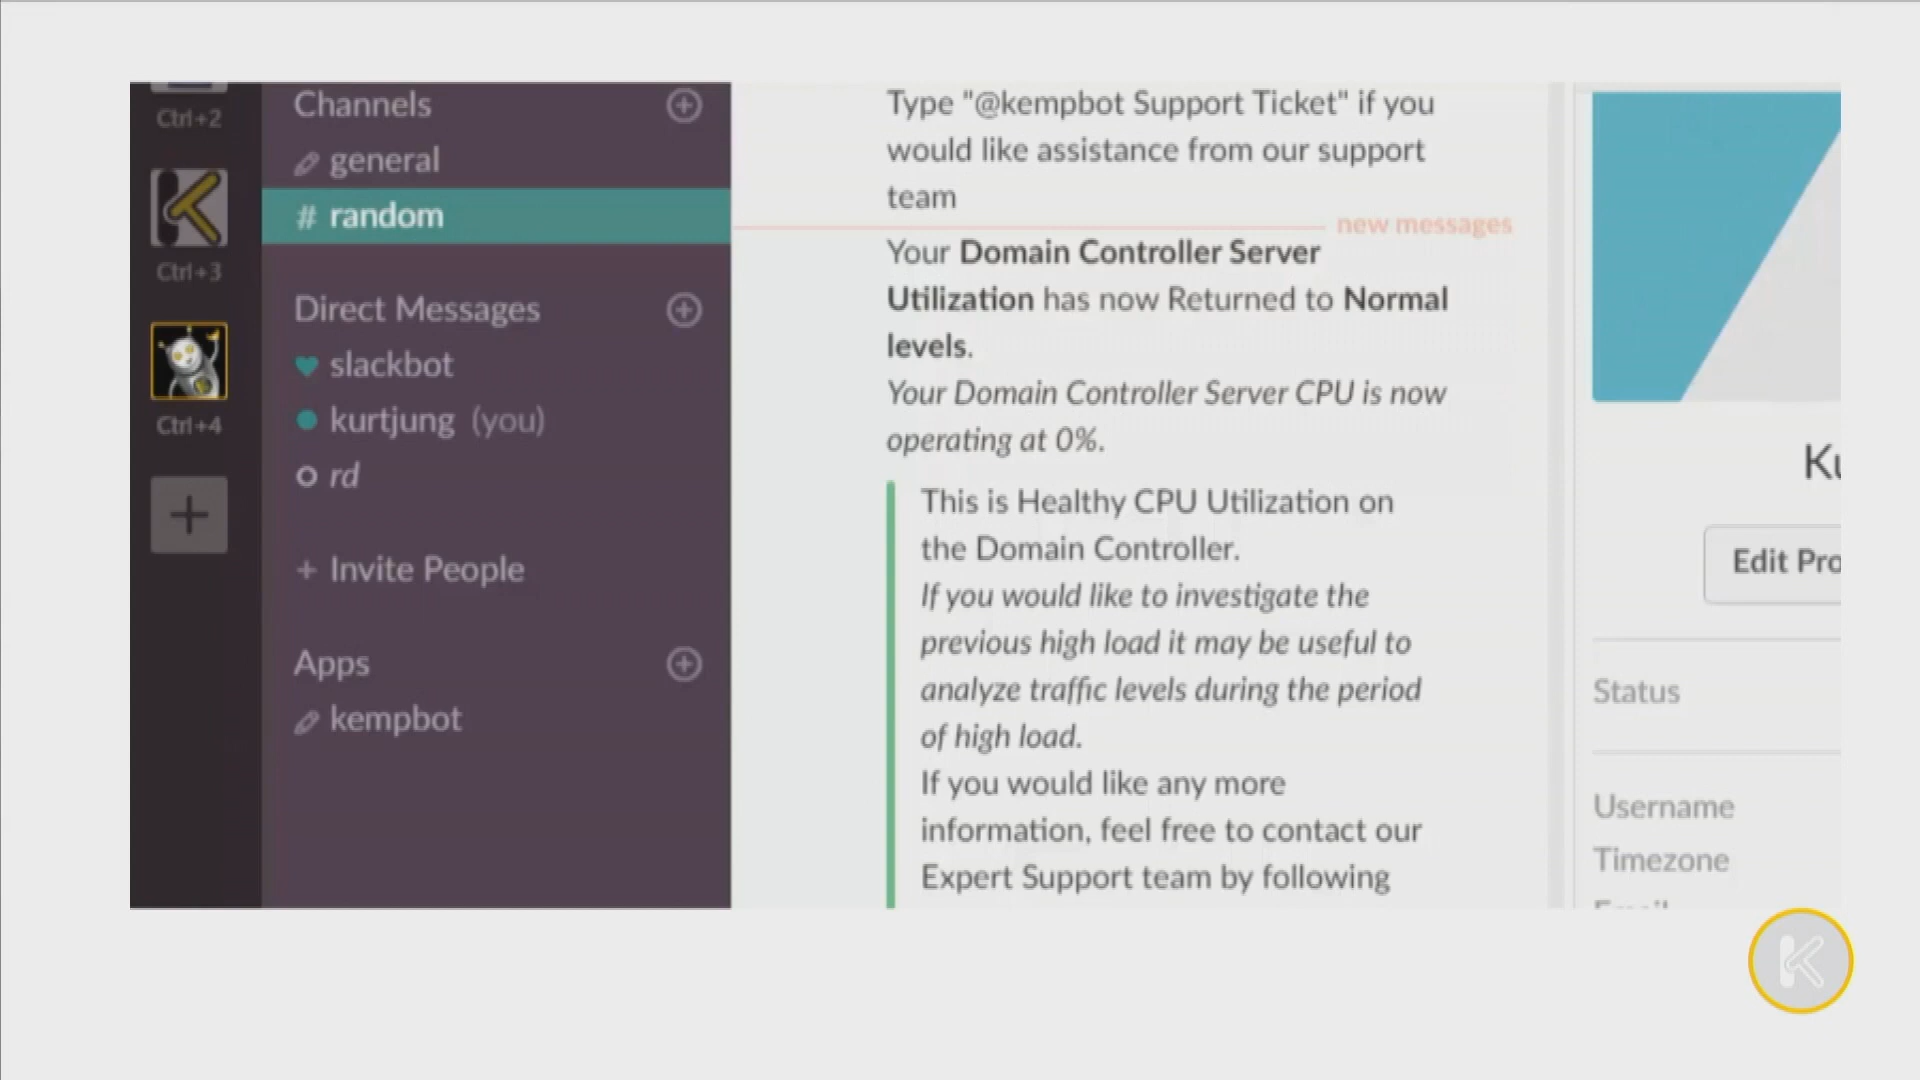 Ctrl+2
Ctrl+3
Ctrl+4
Channels
general
# random
Direct Messages
slackbot
kurtjung (you)
rd
+ Invite People
Apps
kempbot
Type "@kempbot Support Ticket" if you
would like assistance from our support
team
new messages
Your Domain Controller Server
Utilization has now Returned to Normal
levels.
Your Domain Controller Server CPU is now
operating at 0%.
This is Healthy CPU Utilization on
the Domain Controller.
If you would like to investigate the
previous high load it may be useful to
analyze traffic levels during the period
of high load.
If you would like any more
information, feel free to contact our
Expert Support team by following
Ku
Edit Pro
Status
Username
Timezone